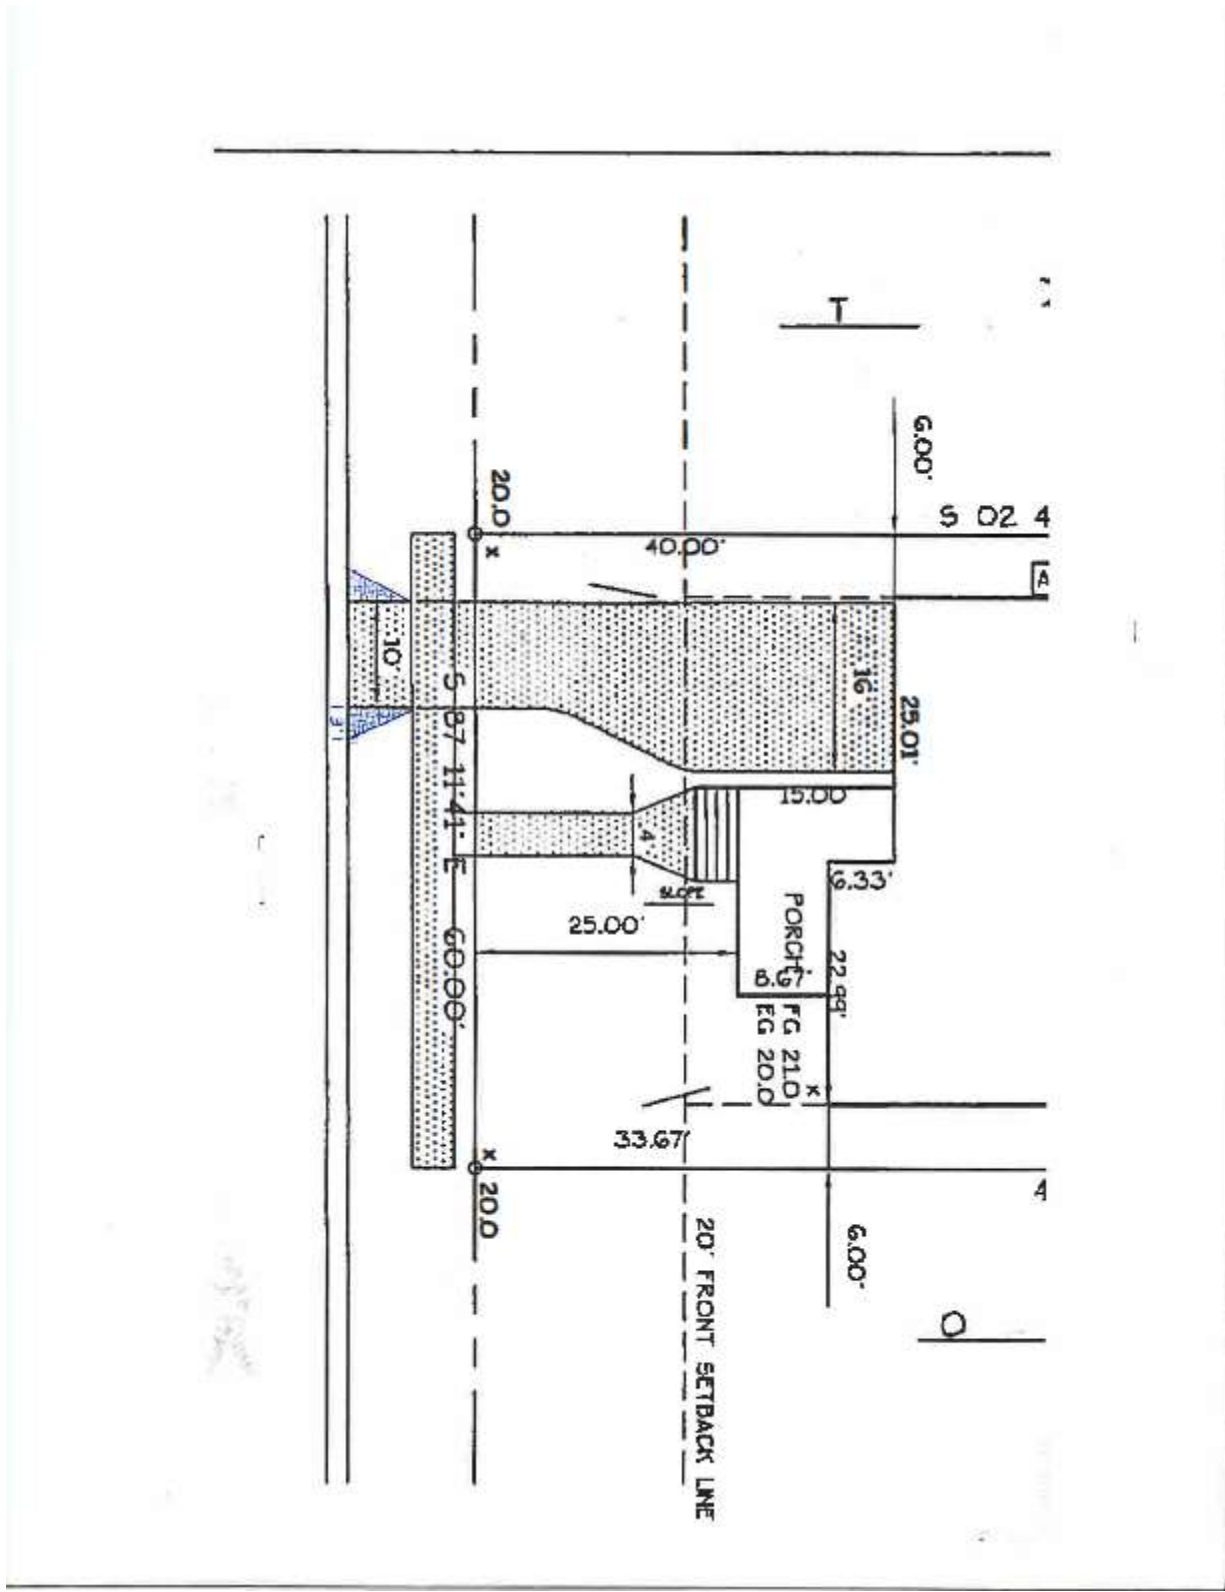 T
6.00'
20.0
x
S 02 4
40.00'
A
10'
16'
25.01'
S 87 11'41" E 60.00'
15.00
4'
SLOPE
6.33'
25.00'
PORCH
8.67'
22.99'
FG 21.0
EG 20.0
x
33.67'
x
20.0
A
6.00'
20' FRONT SETBACK LINE
O